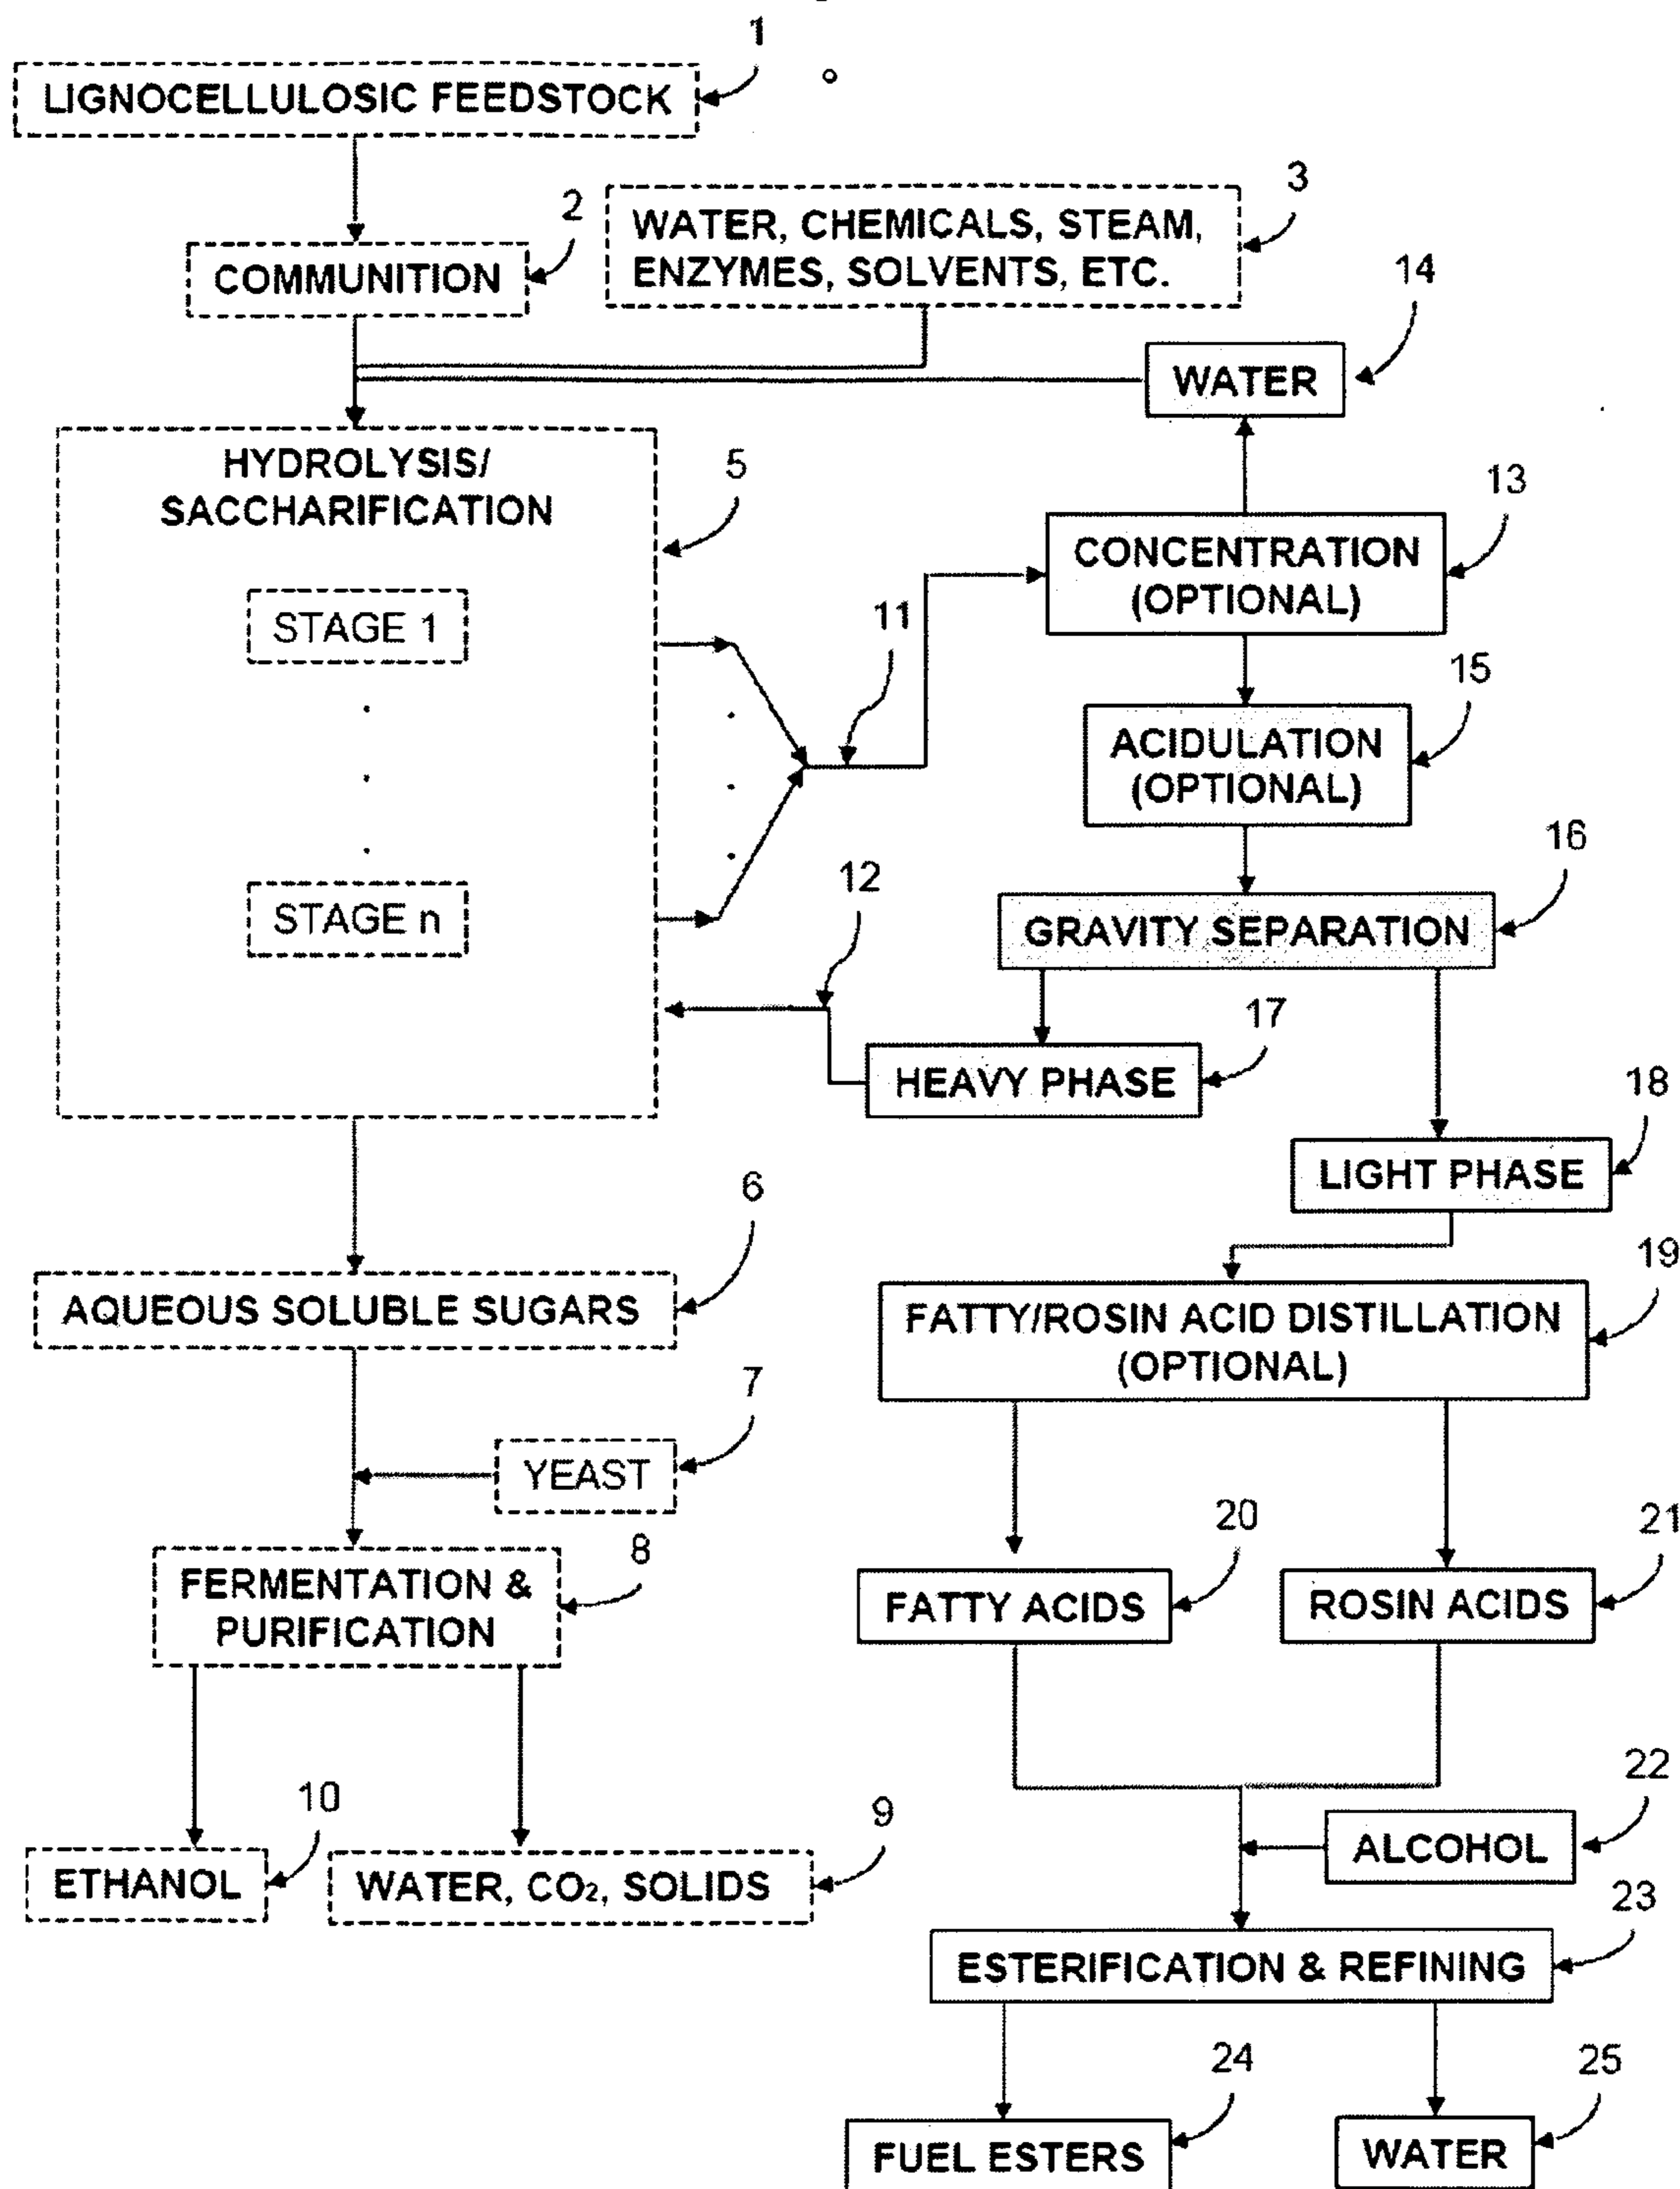 1
LIGNOCELLULOSIC FEEDSTOCK
2
COMMUNITION
3
WATER, CHEMICALS, STEAM,
ENZYMES, SOLVENTS, ETC.
14
WATER
HYDROLYSIS/
SACCHARIFICATION
5
STAGE 1
STAGE n
11
12
13
CONCENTRATION
(OPTIONAL)
15
ACIDULATION
(OPTIONAL)
16
GRAVITY SEPARATION
17
HEAVY PHASE
18
LIGHT PHASE
6
AQUEOUS SOLUBLE SUGARS
7
YEAST
8
FERMENTATION &
PURIFICATION
10
ETHANOL
9
WATER, CO2, SOLIDS
19
FATTY/ROSIN ACID DISTILLATION
(OPTIONAL)
20
FATTY ACIDS
21
ROSIN ACIDS
22
ALCOHOL
23
ESTERIFICATION & REFINING
24
FUEL ESTERS
25
WATER